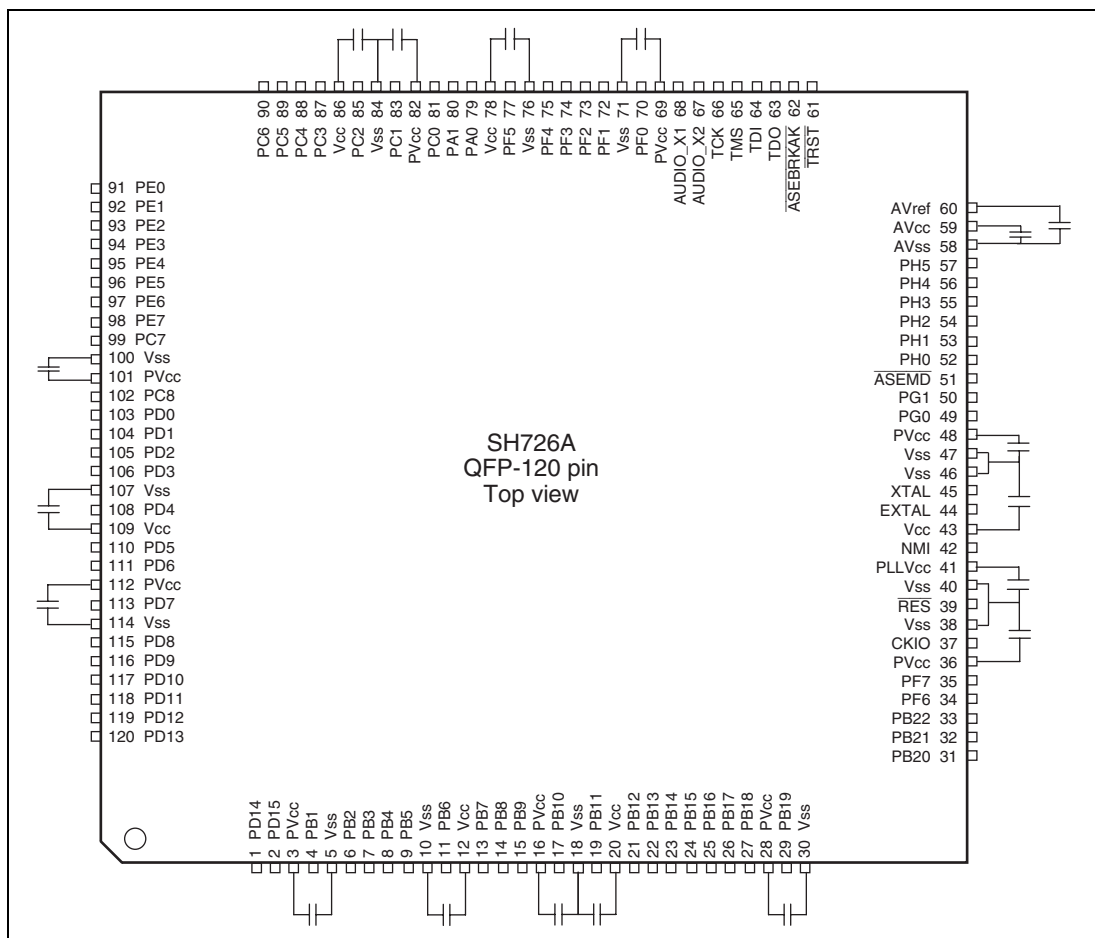 PC6 90
PC5 89
PC4 88
PC3 87
Vcc 86
PC2 85
Vss 84
PC1 83
PVcc 82
PC0 81
PA1 80
PA0 79
Vcc 78
PF5 77
Vss 76
PF4 75
PF3 74
PF2 73
PF1 72
Vss 71
PF0 70
PVcc 69
AUDIO_X1 68
AUDIO_X2 67
TCK 66
TMS 65
TDI 64
TDO 63
ASEBRKAK 62
TRST 61
91 PE0
92 PE1
93 PE2
94 PE3
95 PE4
96 PE5
97 PE6
98 PE7
99 PC7
100 Vss
101 PVcc
102 PC8
103 PD0
104 PD1
105 PD2
106 PD3
107 Vss
108 PD4
109 Vcc
110 PD5
111 PD6
112 PVcc
113 PD7
114 Vss
115 PD8
116 PD9
117 PD10
118 PD11
119 PD12
120 PD13
SH726A
QFP-120 pin
Top view
AVref 60
AVcc 59
AVss 58
PH5 57
PH4 56
PH3 55
PH2 54
PH1 53
PH0 52
ASEMD 51
PG1 50
PG0 49
PVcc 48
Vss 47
Vss 46
XTAL 45
EXTAL 44
Vcc 43
NMI 42
PLLVcc 41
Vss 40
RES 39
Vss 38
CKIO 37
PVcc 36
PF7 35
PF6 34
PB22 33
PB21 32
PB20 31
1 PD14
2 PD15
3 PVcc
4 PB1
5 Vss
6 PB2
7 PB3
8 PB4
9 PB5
10 Vss
11 PB6
12 Vcc
13 PB7
14 PB8
15 PB9
16 PVcc
17 PB10
18 Vss
19 PB11
20 Vcc
21 PB12
22 PB13
23 PB14
24 PB15
25 PB16
26 PB17
27 PB18
28 PVcc
29 PB19
30 Vss